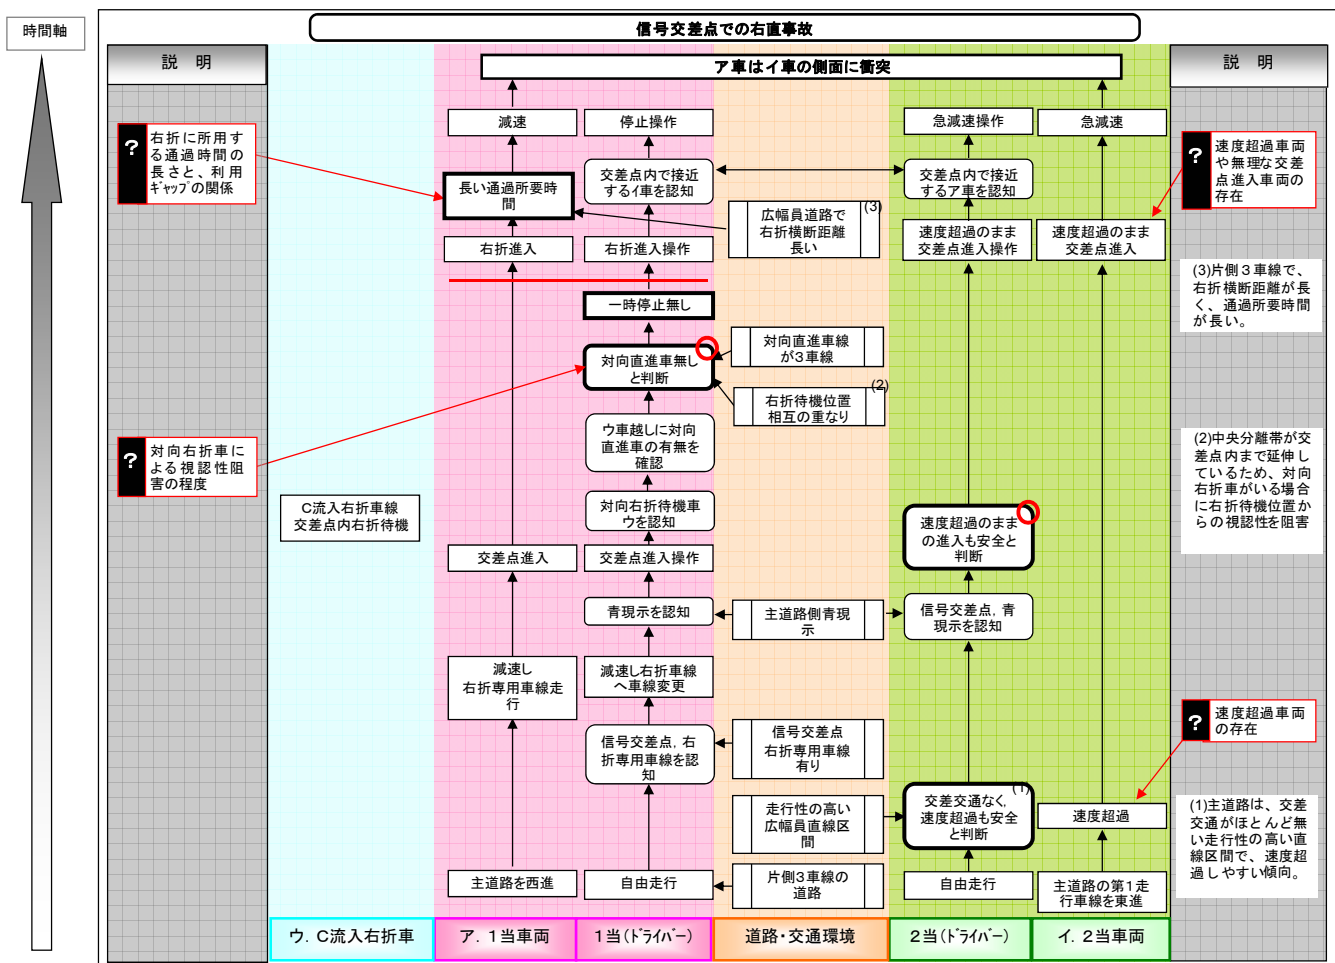 時間軸
信号交差点での右直事故
説 明
ア車はイ車の側面に衝突
説 明
減速
停止操作
急減速操作
急減速
?
右折に所用す
る通過時間の
長さと、利用
ギャップの関係
長い通過所要時
間
交差点内で接近
するイ車を認知
交差点内で接近
するア車を認知
?
速度超過車両
や無理な交差
点進入車両の
存在
(3)
広幅員道路で
右折横断距離
長い
右折進入
右折進入操作
速度超過のまま
交差点進入操作
速度超過のまま
交差点進入
(3)片側3車線で、
右折横断距離が長
く、通過所要時間
が長い。
一時停止無し
対向直進車無し
と判断
対向直進車線
が3車線
(2)
右折待機位置
相互の重なり
ウ車越しに対向
直進車の有無を
確認
?
対向右折車に
よる視認性阻
害の程度
(2)中央分離帯が交
差点内まで延伸し
ているため、対向
右折車がいる場合
に右折待機位置か
らの視認性を阻害
C流入右折車線
交差点内右折待機
対向右折待機車
ウを認知
速度超過のまま
の進入も安全と
判断
交差点進入
交差点進入操作
青現示を認知
主道路側青現
示
信号交差点,青
現示を認知
減速し
右折専用車線走
行
減速し右折車線
へ車線変更
信号交差点,右
折専用車線を認
知
信号交差点
右折専用車線
有り
?
速度超過車両
の存在
走行性の高い
広幅員直線区
間
(1)
交差交通なく,
速度超過も安全
と判断
速度超過
(1)主道路は、交差
交通がほとんど無
い走行性の高い直
線区間で、速度超
過しやすい傾向。
主道路を西進
自由走行
片側3車線の
道路
自由走行
主道路の第1走
行車線を東進
ウ. C流入右折車
ア. 1当車両
1当(ドライバー)
道路・交通環境
2当(ドライバー)
イ. 2当車両